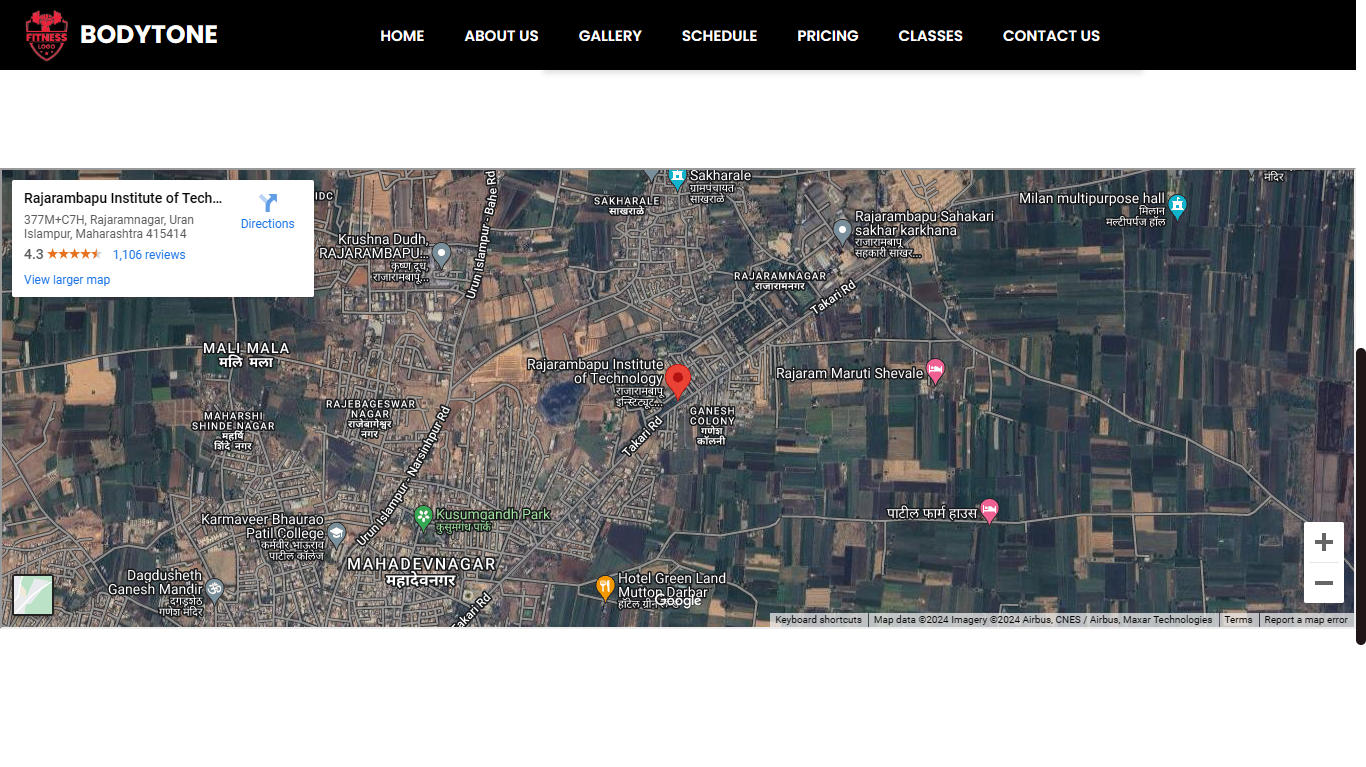 FITNESS
LOGO
BODYTONE
HOME
ABOUT US
GALLERY
SCHEDULE
PRICING
CLASSES
CONTACT US
Rajarambapu Institute of Tech...
377M+C7H, Rajaramnagar, Uran
Islampur, Maharashtra 415414
4.3
1,106 reviews
View larger map
Directions
IDC
Urun Islampur - Bahe Rd
Sakharale
ग्रामपंचायत
साखराळे
SAKHARALE
साखराळे
मंदिर
Milan multipurpose hall
मिलान
मल्टीपर्पज हॉल
Rajarambapu Sahakari
sakhar karkhana
राजारामबापू
सहकारी साखर...
Krushna Dudh,
RAJARAMBAPU...
कृष्णा दूध,
राजारामबापू...
RAJARAMNAGAR
राजारामनगर
Takari Rd
MALI MALA
मलि मला
Rajarambapu Institute
of Technology
राजारामबापू
इन्स्टिट्यूट...
Rajaram Maruti Shevale
RAJEBAGESWAR
NAGAR
राजेबागेश्वर
नगर
MAHARSHI
SHINDE NAGAR
महर्षि
शिंदे नगर
GANESH
COLONY
गणेश
कॉलनी
Takari Rd
Urun Islampur - Narsinhpur Rd
Kusumgandh Park
कुसुमगंध पार्क
पाटील फार्म हाउस
Karmaveer Bhaurao
Patil College
कर्मवीर भाऊराव
पाटील कॉलेज
MAHADEVNAGAR
महादेवनगर
Dagdusheth
Ganesh Mandir
दगडूशेठ
गणेश मंदिर
Hotel Green Land
Mutton Darbar
हॉटेल ग्रीन
Google
Takari Rd
Keyboard shortcuts
Map data ©2024 Imagery ©2024 Airbus, CNES / Airbus, Maxar Technologies
Terms
Report a map error